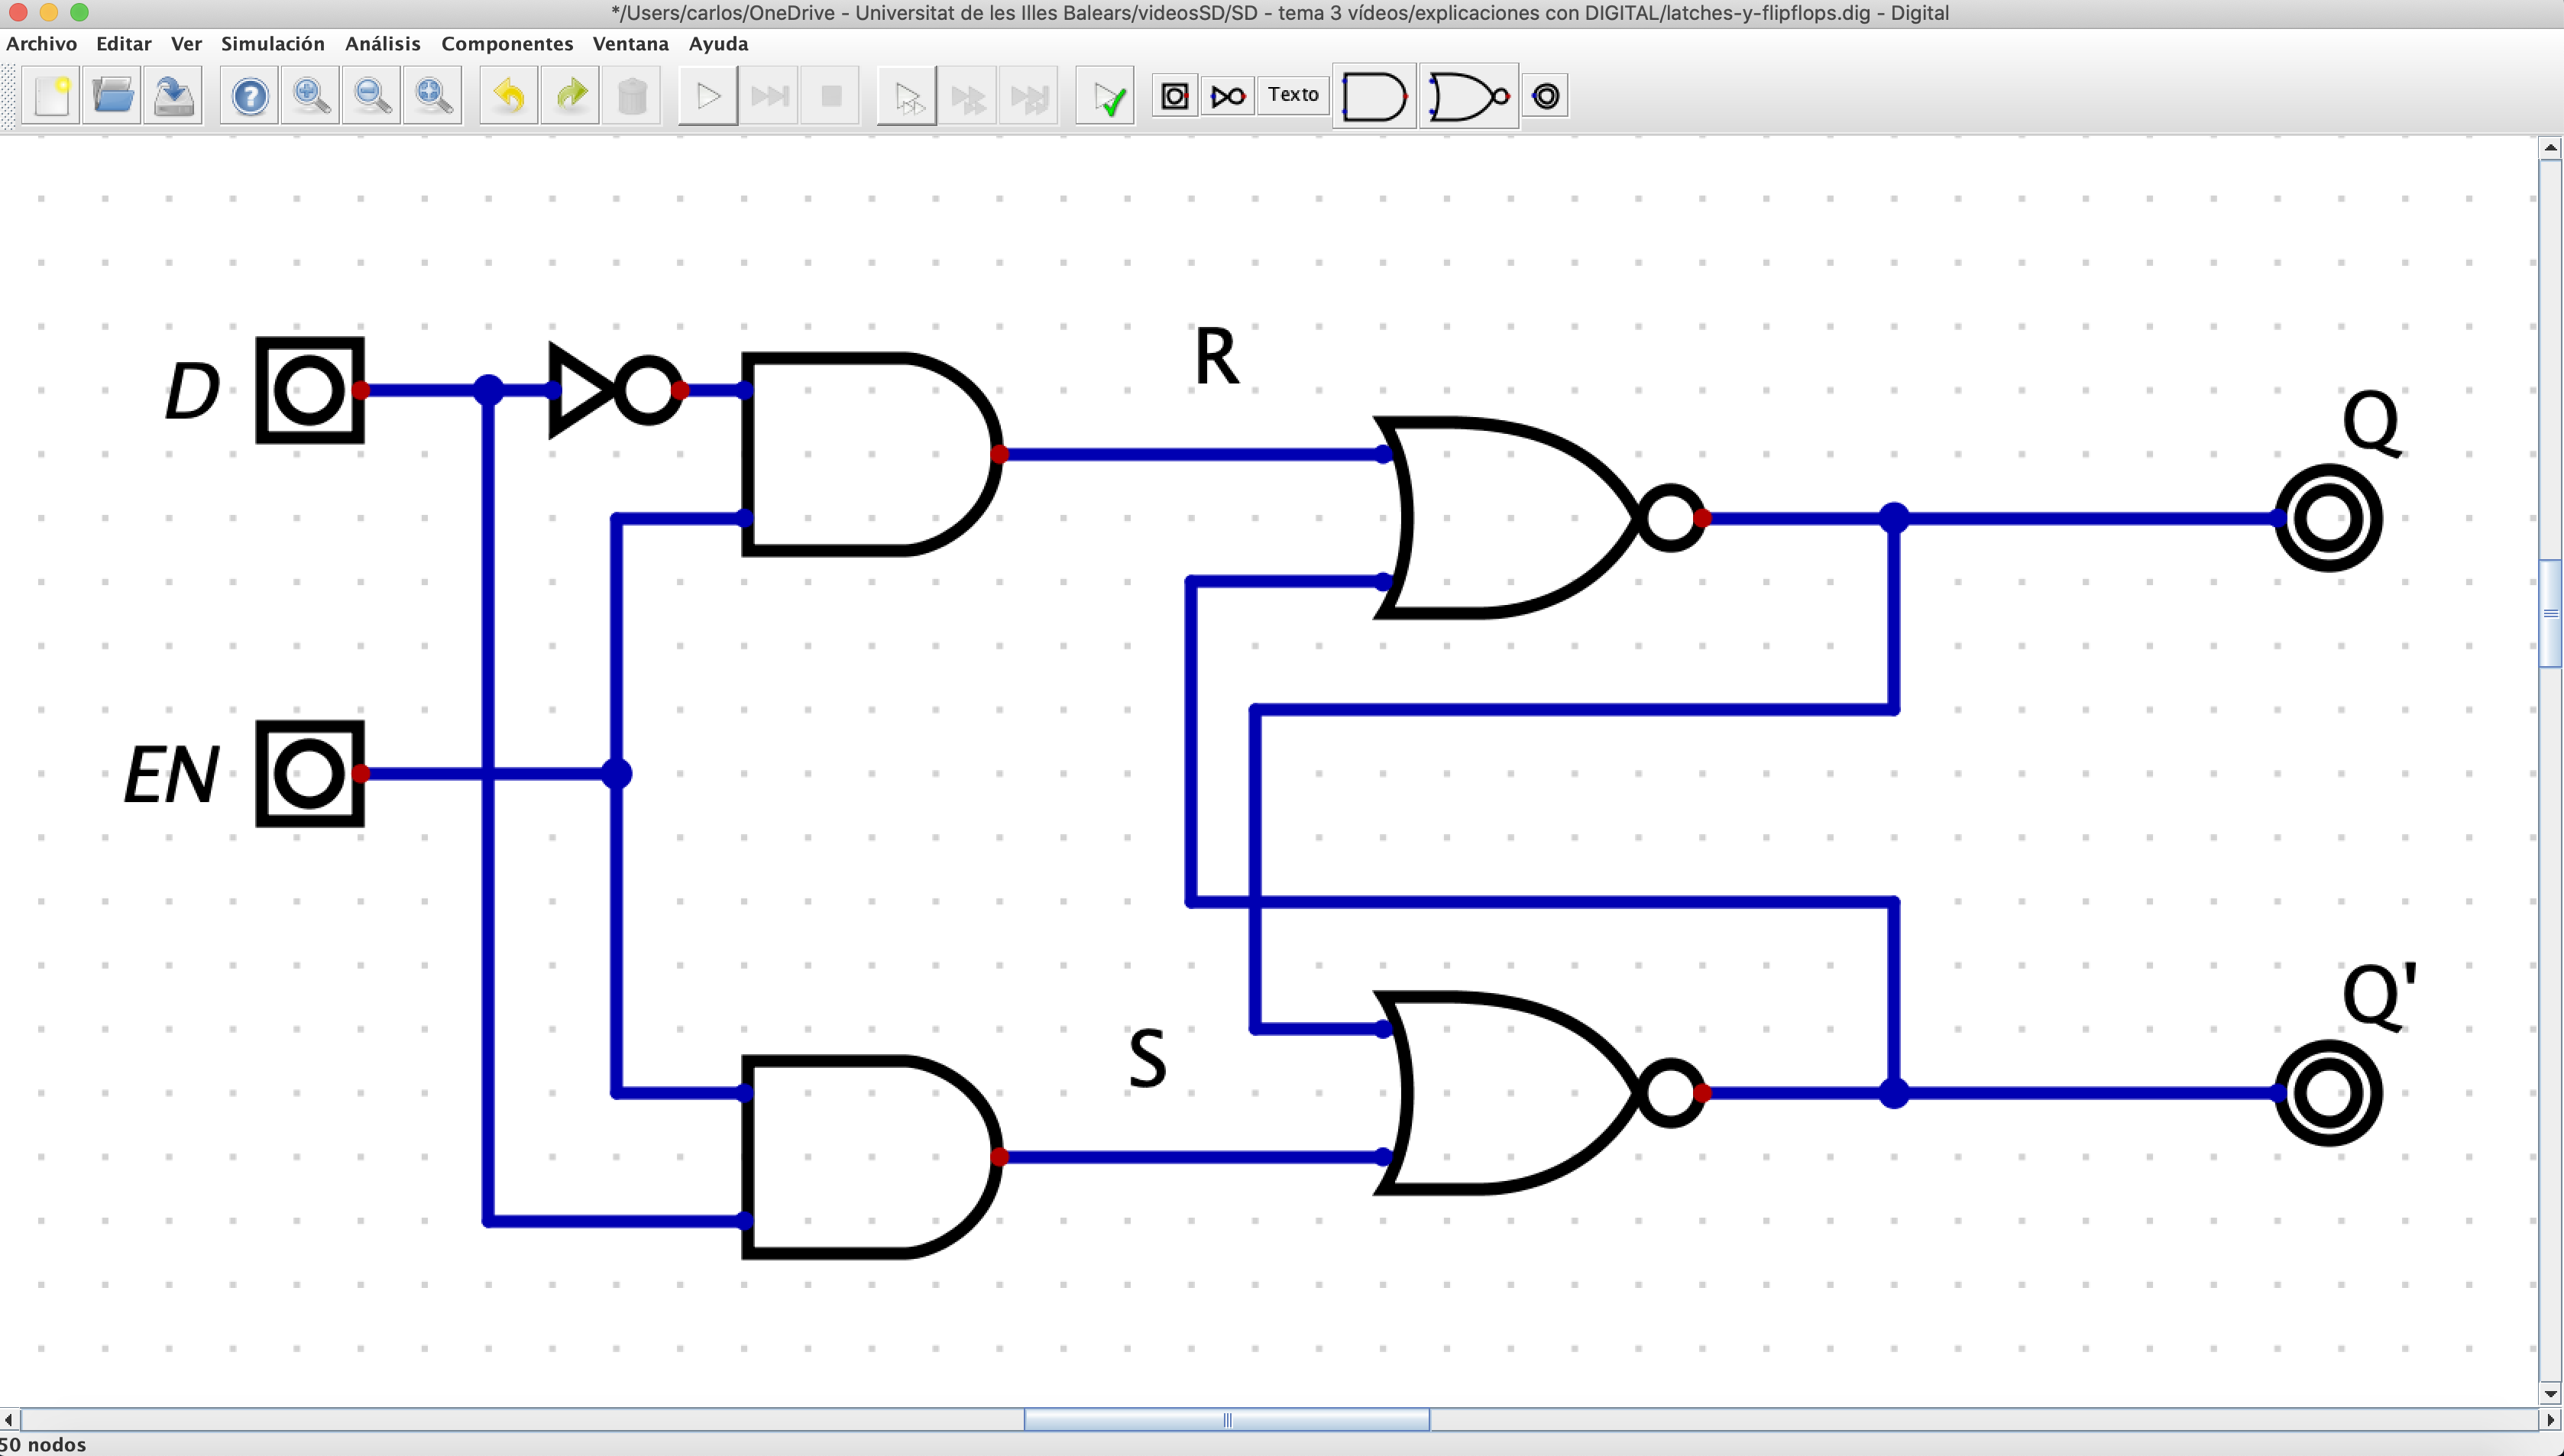 */Users/carlos/OneDrive - Universitat de les Illes Balears/videosSD/SD - tema 3 vídeos/explicaciones con DIGITAL/latches-y-flipflops.dig - Digital
Archivo Editar Ver Simulación Análisis Componentes Ventana Ayuda
Texto
R
D
Q
EN
Q'
S
50 nodos